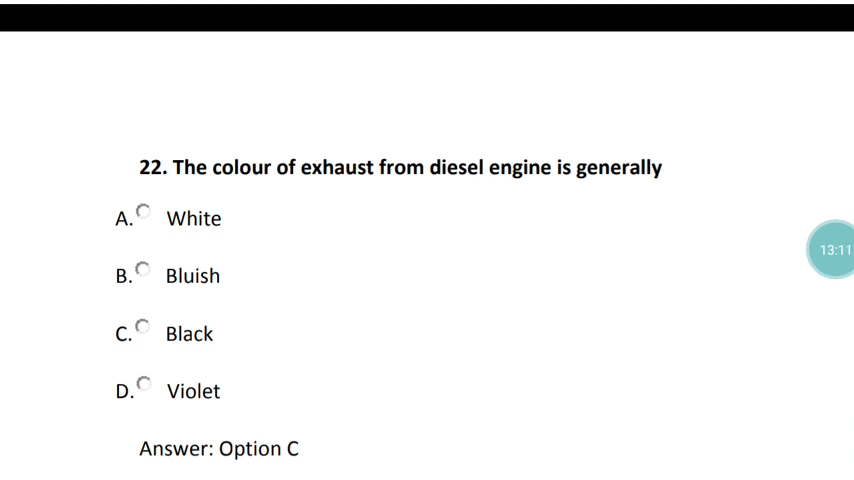 22. The colour of exhaust from diesel engine is generally
A. White
B. Bluish
C. Black
D. Violet
Answer: Option C
13:11